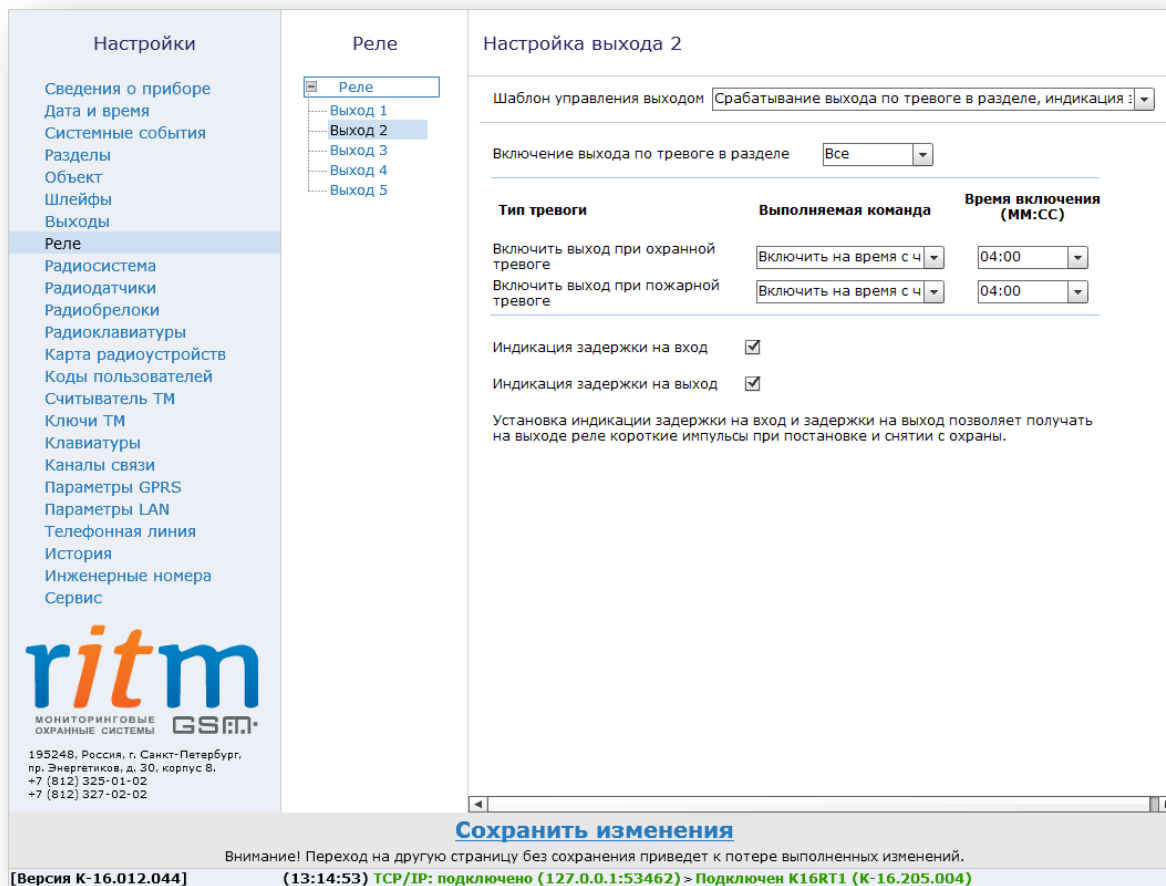 Настройки
Сведения о приборе
Дата и время
Системные события
Разделы
Объект
Шлейфы
Выходы
Реле
Радиосистема
Радиодатчики
Радиобрелоки
Радиоклавиатуры
Карта радиоустройств
Коды пользователей
Считыватель TM
Ключи TM
Клавиатуры
Каналы связи
Параметры GPRS
Параметры LAN
Телефонная линия
История
Инженерные номера
Сервис
ritm
МОНИТОРИНГОВЫЕ
ОХРАННЫЕ СИСТЕМЫ
GSM
195248, Россия, г. Санкт-Петербург,
пр. Энергетиков, д. 30, корпус 8.
+7 (812) 325-01-02
+7 (812) 327-02-02
Реле
Реле
Выход 1
Выход 2
Выход 3
Выход 4
Выход 5
Настройка выхода 2
Шаблон управления выходом Срабатывание выхода по тревоге в разделе, индикация
Включение выхода по тревоге в разделе Все
Тип тревоги Выполняемая команда Время включения
(ММ:СС)
Включить выход при охранной
тревоге
Включить на время с ч 04:00
Включить выход при пожарной
тревоге
Включить на время с ч 04:00
Индикация задержки на вход
Индикация задержки на выход
Установка индикации задержки на вход и задержки на выход позволяет получать
на выходе реле короткие импульсы при постановке и снятии с охраны.
Сохранить изменения
Внимание! Переход на другую страницу без сохранения приведет к потере выполненных изменений.
[Версия K-16.012.044] (13:14:53) TCP/IP: подключено (127.0.0.1:53462) > Подключен K16RT1 (K-16.205.004)